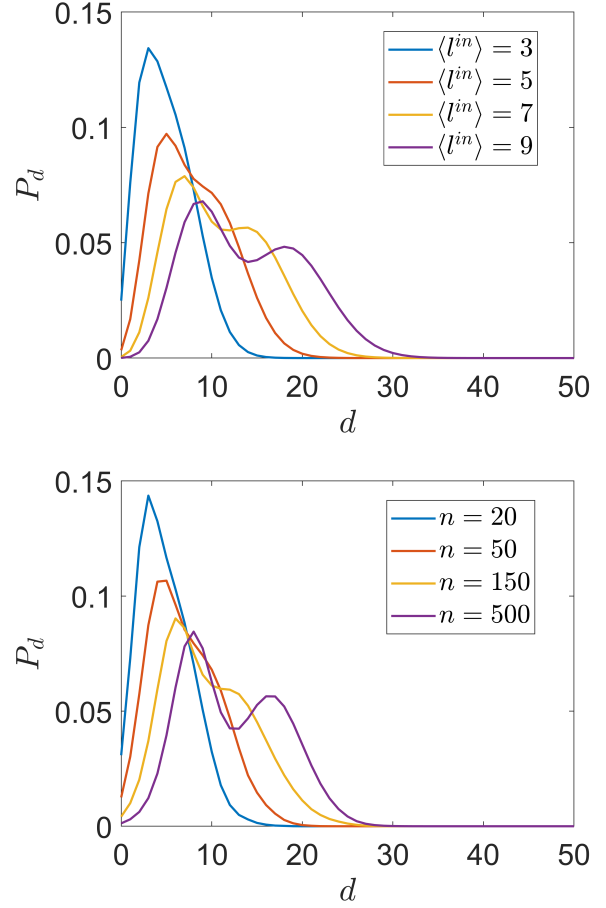 0.15
0.1
0.05
0
P_d
⟨l^{in}⟩ = 3
⟨l^{in}⟩ = 5
⟨l^{in}⟩ = 7
⟨l^{in}⟩ = 9
0 10 20 30 40 50
d
0.15
0.1
0.05
0
P_d
n = 20
n = 50
n = 150
n = 500
0 10 20 30 40 50
d